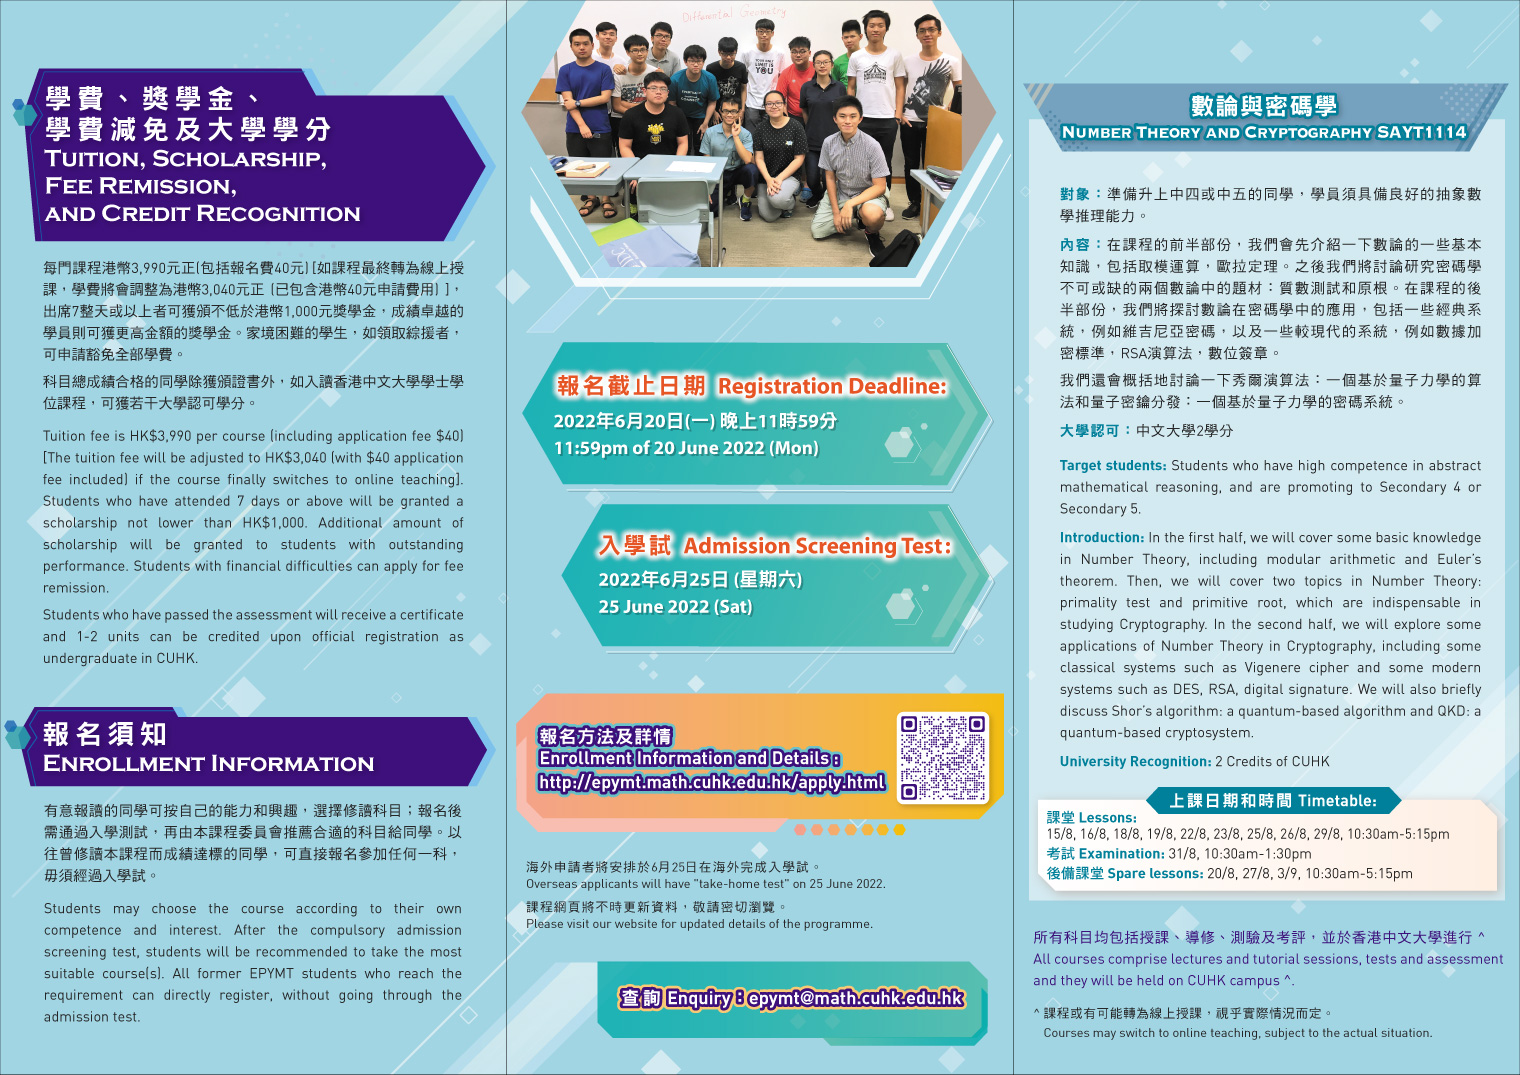 學費、獎學金、
學費減免及大學學分
TUITION, SCHOLARSHIP,
FEE REMISSION,
AND CREDIT RECOGNITION
每門課程港幣3,990元正(包括報名費40元) [如課程最終轉為線上授
課，學費將會調整為港幣3,040元正 (已包含港幣40元申請費用) ]，
出席7整天或以上者可獲頒不低於港幣1,000元獎學金，成績卓越的
學員則可獲更高金額的獎學金。家境困難的學生，如領取綜援者，
可申請豁免全部學費。
科目總成績合格的同學除獲頒證書外，如入讀香港中文大學學士學
位課程，可獲若干大學認可學分。
Tuition fee is HK$3,990 per course (including application fee $40)
[The tuition fee will be adjusted to HK$3,040 (with $40 application
fee included) if the course finally switches to online teaching].
Students who have attended 7 days or above will be granted a
scholarship not lower than HK$1,000. Additional amount of
scholarship will be granted to students with outstanding
performance. Students with financial difficulties can apply for fee
remission.
Students who have passed the assessment will receive a certificate
and 1-2 units can be credited upon official registration as
undergraduate in CUHK.
報名須知
ENROLLMENT INFORMATION
有意報讀的同學可按自己的能力和興趣，選擇修讀科目；報名後
需通過入學測試，再由本課程委員會推薦合適的科目給同學。以
往曾修讀本課程而成績達標的同學，可直接報名參加任何一科，
毋須經過入學試。
Students may choose the course according to their own
competence and interest. After the compulsory admission
screening test, students will be recommended to take the most
suitable course(s). All former EPYMT students who reach the
requirement can directly register, without going through the
admission test.
Differential Geometry
報名截止日期 Registration Deadline:
2022年6月20日(一) 晚上11時59分
11:59pm of 20 June 2022 (Mon)
入學試 Admission Screening Test:
2022年6月25日 (星期六)
25 June 2022 (Sat)
報名方法及詳情
Enrollment Information and Details :
http://epymt.math.cuhk.edu.hk/apply.html
海外申請者將安排於6月25日在海外完成入學試。
Overseas applicants will have "take-home test" on 25 June 2022.
課程網頁將不時更新資料，敬請密切瀏覽。
Please visit our website for updated details of the programme.
查詢 Enquiry：epymt@math.cuhk.edu.hk
數論與密碼學
NUMBER THEORY AND CRYPTOGRAPHY SAYT1114
對象：準備升上中四或中五的同學，學員須具備良好的抽象數
學推理能力。
內容：在課程的前半部份，我們會先介紹一下數論的一些基本
知識，包括取模運算，歐拉定理。之後我們將討論研究密碼學
不可或缺的兩個數論中的題材：質數測試和原根。在課程的後
半部份，我們將探討數論在密碼學中的應用，包括一些經典系
統，例如維吉尼亞密碼，以及一些較現代的系統，例如數據加
密標準，RSA演算法，數位簽章。
我們還會概括地討論一下秀爾演算法：一個基於量子力學的算
法和量子密鑰分發：一個基於量子力學的密碼系統。
大學認可：中文大學2學分
Target students: Students who have high competence in abstract
mathematical reasoning, and are promoting to Secondary 4 or
Secondary 5.
Introduction: In the first half, we will cover some basic knowledge
in Number Theory, including modular arithmetic and Euler's
theorem. Then, we will cover two topics in Number Theory:
primality test and primitive root, which are indispensable in
studying Cryptography. In the second half, we will explore some
applications of Number Theory in Cryptography, including some
classical systems such as Vigenere cipher and some modern
systems such as DES, RSA, digital signature. We will also briefly
discuss Shor's algorithm: a quantum-based algorithm and QKD: a
quantum-based cryptosystem.
University Recognition: 2 Credits of CUHK
上課日期和時間 Timetable:
課堂 Lessons:
15/8, 16/8, 18/8, 19/8, 22/8, 23/8, 25/8, 26/8, 29/8, 10:30am-5:15pm
考試 Examination: 31/8, 10:30am-1:30pm
後備課堂 Spare lessons: 20/8, 27/8, 3/9, 10:30am-5:15pm
所有科目均包括授課、導修、測驗及考評，並於香港中文大學進行 ^
All courses comprise lectures and tutorial sessions, tests and assessment
and they will be held on CUHK campus ^.
^ 課程或有可能轉為線上授課，視乎實際情況而定。
Courses may switch to online teaching, subject to the actual situation.